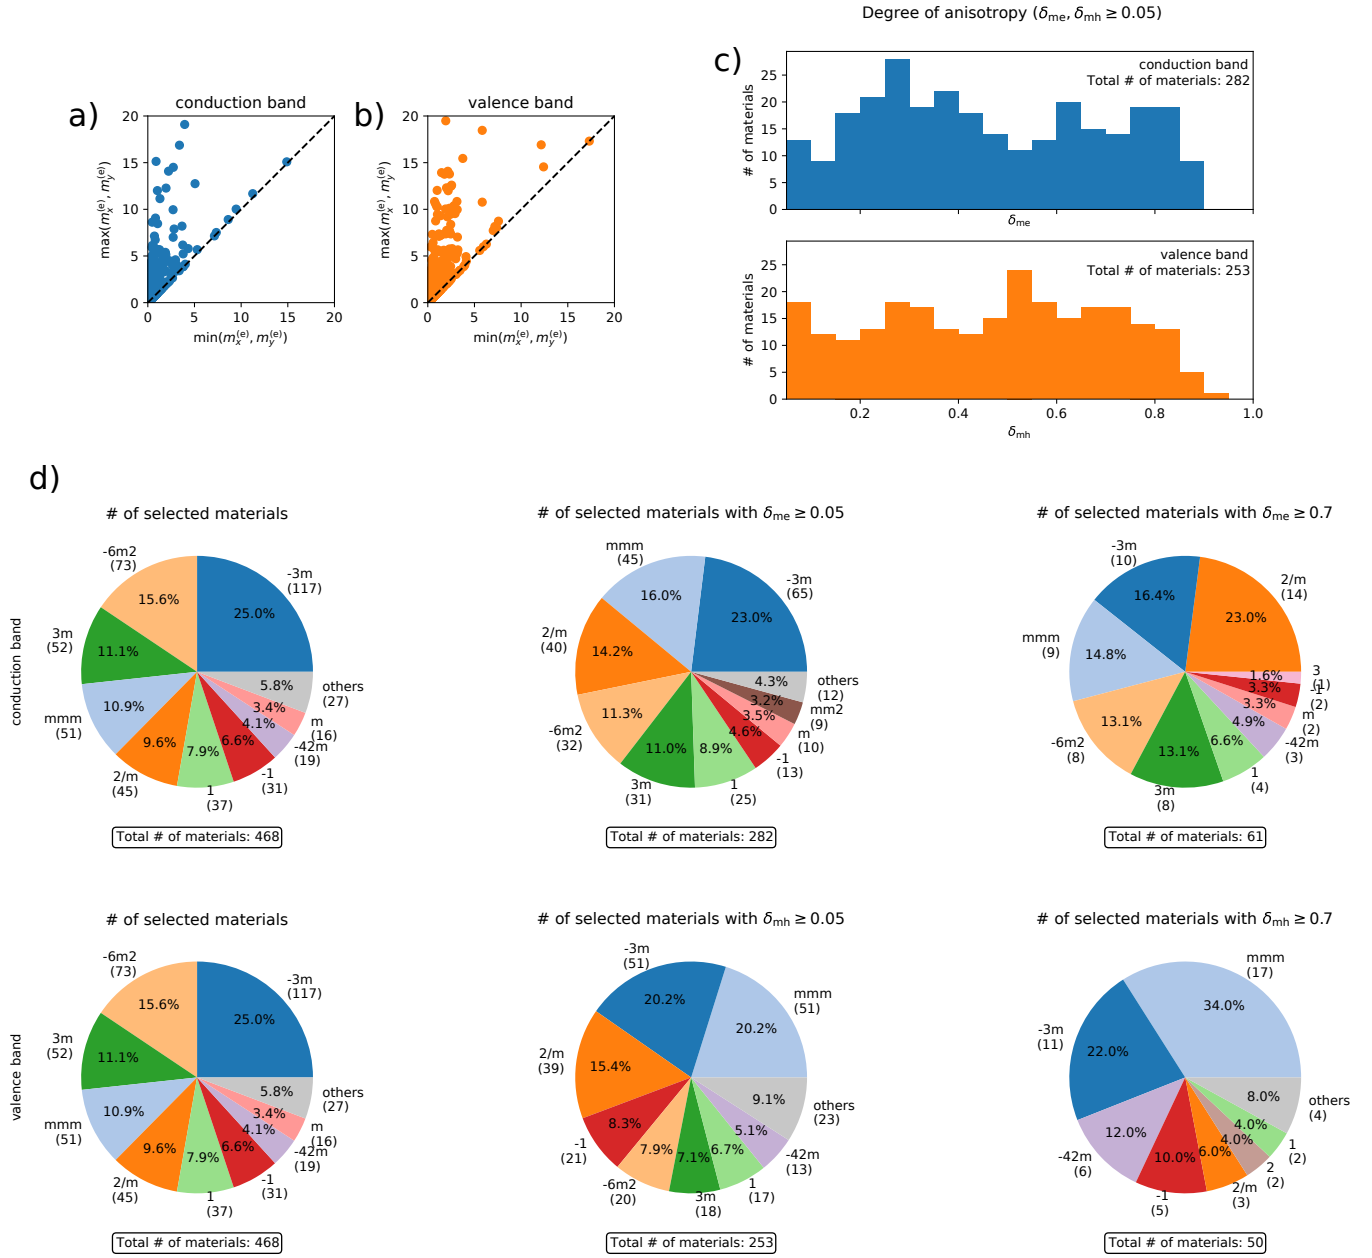 Degree of anisotropy (δme, δmh ≥ 0.05)
a)
conduction band
max(mx(e), my(e))
20
15
10
5
0
0 5 10 15 20
min(mx(e), my(e))
b)
valence band
max(mx(e), my(e))
20
15
10
5
0
0 5 10 15 20
min(mx(e), my(e))
c)
conduction band
Total # of materials: 282
# of materials
25
20
15
10
5
0
δme
valence band
Total # of materials: 253
# of materials
25
20
15
10
5
0
0.2 0.4 0.6 0.8 1.0
δmh
d)
conduction band
# of selected materials
-6m2
(73)
15.6%
-3m
(117)
25.0%
3m
(52)
11.1%
mmm
(51)
10.9%
2/m
(45)
9.6%
1
(37)
7.9%
-1
(31)
6.6%
-42m
(19)
4.1%
m
(16)
3.4%
others
(27)
5.8%
Total # of materials: 468
# of selected materials with δme ≥ 0.05
mmm
(45)
16.0%
-3m
(65)
23.0%
2/m
(40)
14.2%
-6m2
(32)
11.3%
3m
(31)
11.0%
1
(25)
8.9%
-1
(13)
4.6%
m
(10)
3.5%
mm2
(9)
3.2%
others
(12)
4.3%
Total # of materials: 282
# of selected materials with δme ≥ 0.7
-3m
(10)
16.4%
2/m
(14)
23.0%
mmm
(9)
14.8%
-6m2
(8)
13.1%
3m
(8)
13.1%
1
(4)
6.6%
-42m
(3)
4.9%
m
(2)
3.3%
-1
(2)
3.3%
3
(1)
1.6%
Total # of materials: 61
valence band
# of selected materials
-6m2
(73)
15.6%
-3m
(117)
25.0%
3m
(52)
11.1%
mmm
(51)
10.9%
2/m
(45)
9.6%
1
(37)
7.9%
-1
(31)
6.6%
-42m
(19)
4.1%
m
(16)
3.4%
others
(27)
5.8%
Total # of materials: 468
# of selected materials with δmh ≥ 0.05
-3m
(51)
20.2%
mmm
(51)
20.2%
2/m
(39)
15.4%
-1
(21)
8.3%
-6m2
(20)
7.9%
3m
(18)
7.1%
1
(17)
6.7%
-42m
(13)
5.1%
others
(23)
9.1%
Total # of materials: 253
# of selected materials with δmh ≥ 0.7
mmm
(17)
34.0%
-3m
(11)
22.0%
-42m
(6)
12.0%
-1
(5)
10.0%
2/m
(3)
6.0%
2
(2)
4.0%
1
(2)
4.0%
others
(4)
8.0%
Total # of materials: 50